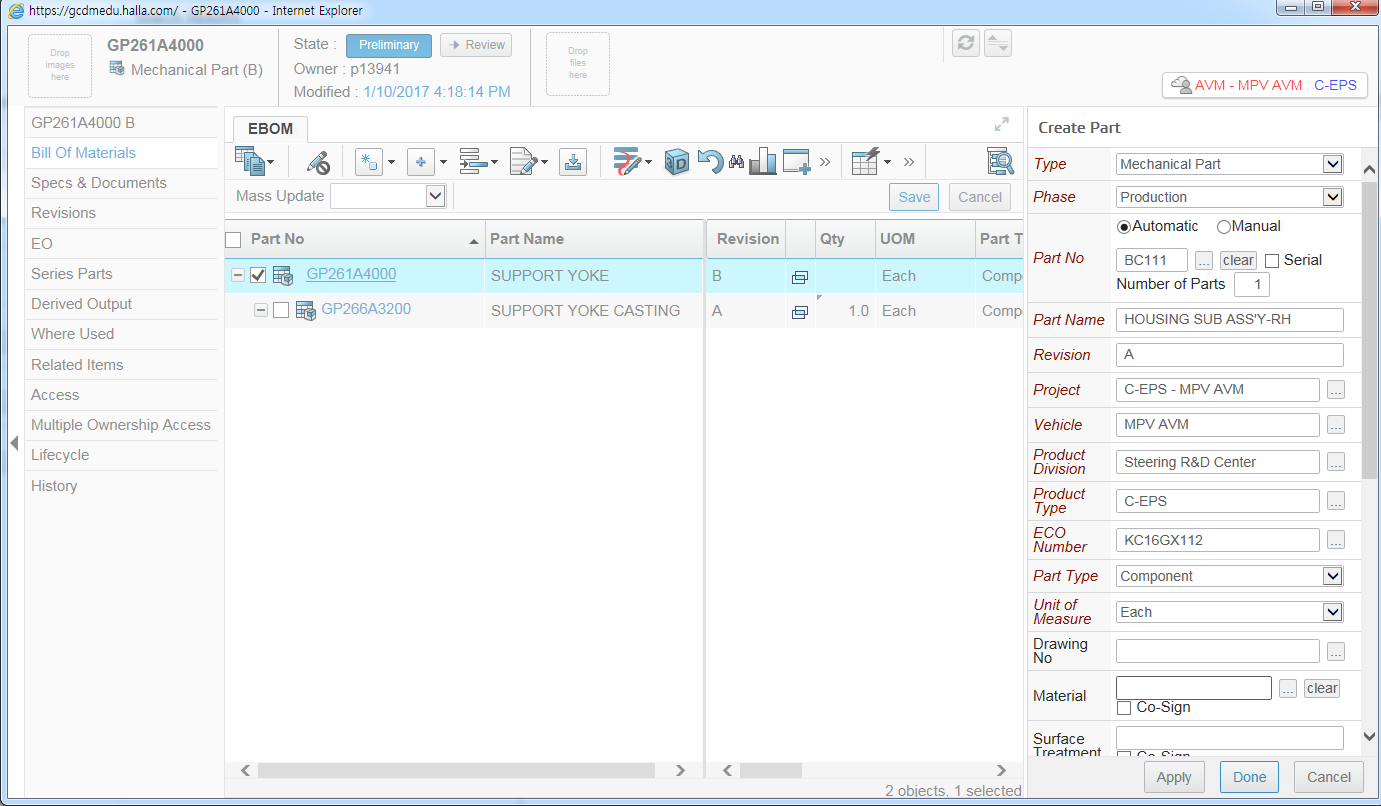 https://gcdmedu.halla.com/ - GP261A4000 - Internet Explorer
Drop
images
here
GP261A4000
Mechanical Part (B)
State : Preliminary Review
Owner : p13941
Modified : 1/10/2017 4:18:14 PM
Drop
files
here
AVM - MPV AVM : C-EPS
GP261A4000 B
Bill Of Materials
Specs & Documents
Revisions
EO
Series Parts
Derived Output
Where Used
Related Items
Access
Multiple Ownership Access
Lifecycle
History
EBOM
3D
Mass Update
Save Cancel
Part No Part Name Revision Qty UOM Part T
GP261A4000 SUPPORT YOKE B Each Compo
GP266A3200 SUPPORT YOKE CASTING A 1.0 Each Compo
2 objects, 1 selected
Create Part
Type Mechanical Part
Phase Production
Automatic Manual
Part No BC111 ... clear Serial
Number of Parts 1
Part Name HOUSING SUB ASS'Y-RH
Revision A
Project C-EPS - MPV AVM ...
Vehicle MPV AVM ...
Product
Division Steering R&D Center ...
Product
Type C-EPS ...
ECO
Number KC16GX112 ...
Part Type Component
Unit of
Measure Each
Drawing
No ...
Material ... clear
Co-Sign
Surface
Treatment
Co-Sign
Apply Done Cancel